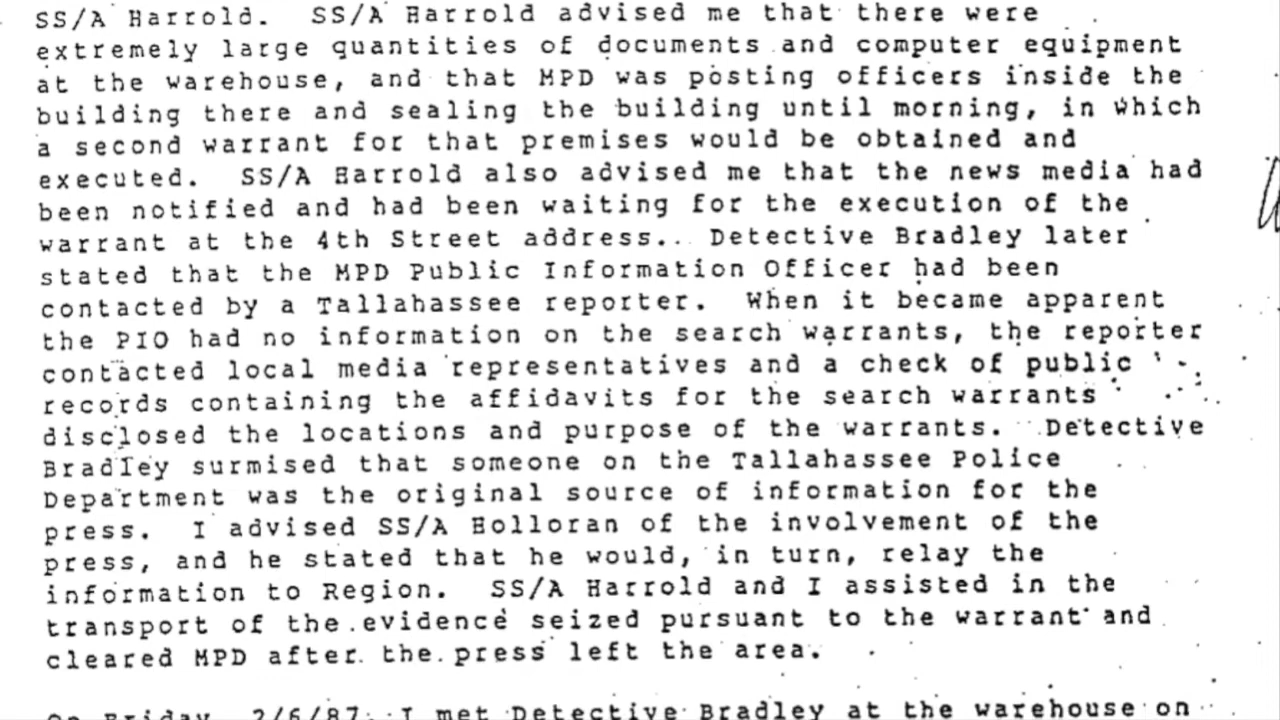 SS/A Harrold. SS/A Harrold advised me that there were
extremely large quantities of documents and computer equipment
at the warehouse, and that MPD was posting officers inside the
building there and sealing the building until morning, in which
a second warrant for that premises would be obtained and
executed. SS/A Harrold also advised me that the news media had
been notified and had been waiting for the execution of the
warrant at the 4th Street address... Detective Bradley later
stated that the MPD Public Information Officer had been
contacted by a Tallahassee reporter. When it became apparent
the PIO had no information on the search warrants, the reporter
contacted local media representatives and a check of public
records containing the affidavits for the search warrants
disclosed the locations and purpose of the warrants. Detective
Bradley surmised that someone on the Tallahassee Police
Department was the original source of information for the
press. I advised SS/A Holloran of the involvement of the
press, and he stated that he would, in turn, relay the
information to Region. SS/A Harrold and I assisted in the
transport of the evidence seized pursuant to the warrant and
cleared MPD after the press left the area.
On Friday, 2/6/87, I met Detective Bradley at the warehouse on